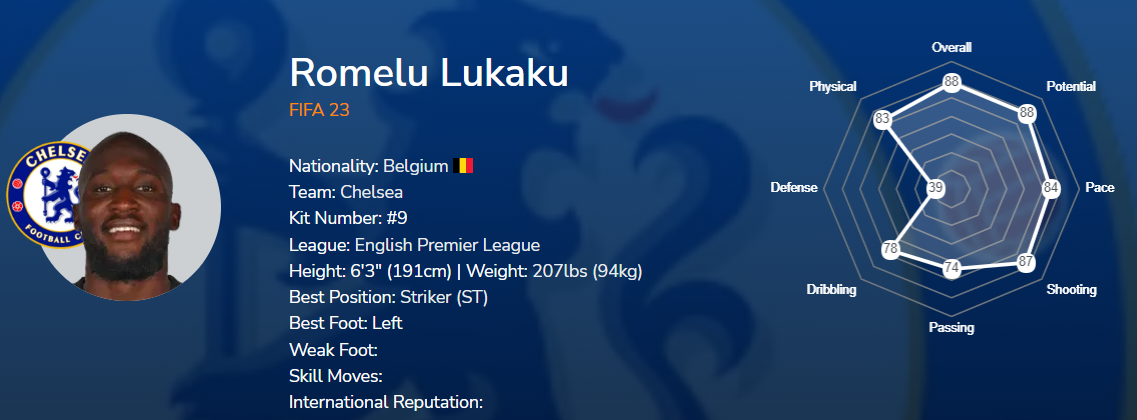 Romelu Lukaku
FIFA 23
CHELSEA
FOOTBALL C
Nationality: Belgium
Team: Chelsea
Kit Number: #9
League: English Premier League
Height: 6'3" (191cm) | Weight: 207lbs (94kg)
Best Position: Striker (ST)
Best Foot: Left
Weak Foot:
Skill Moves:
International Reputation:
Overall
88
Potential
88
Pace
84
Shooting
87
Passing
74
Dribbling
78
Defense
39
Physical
83